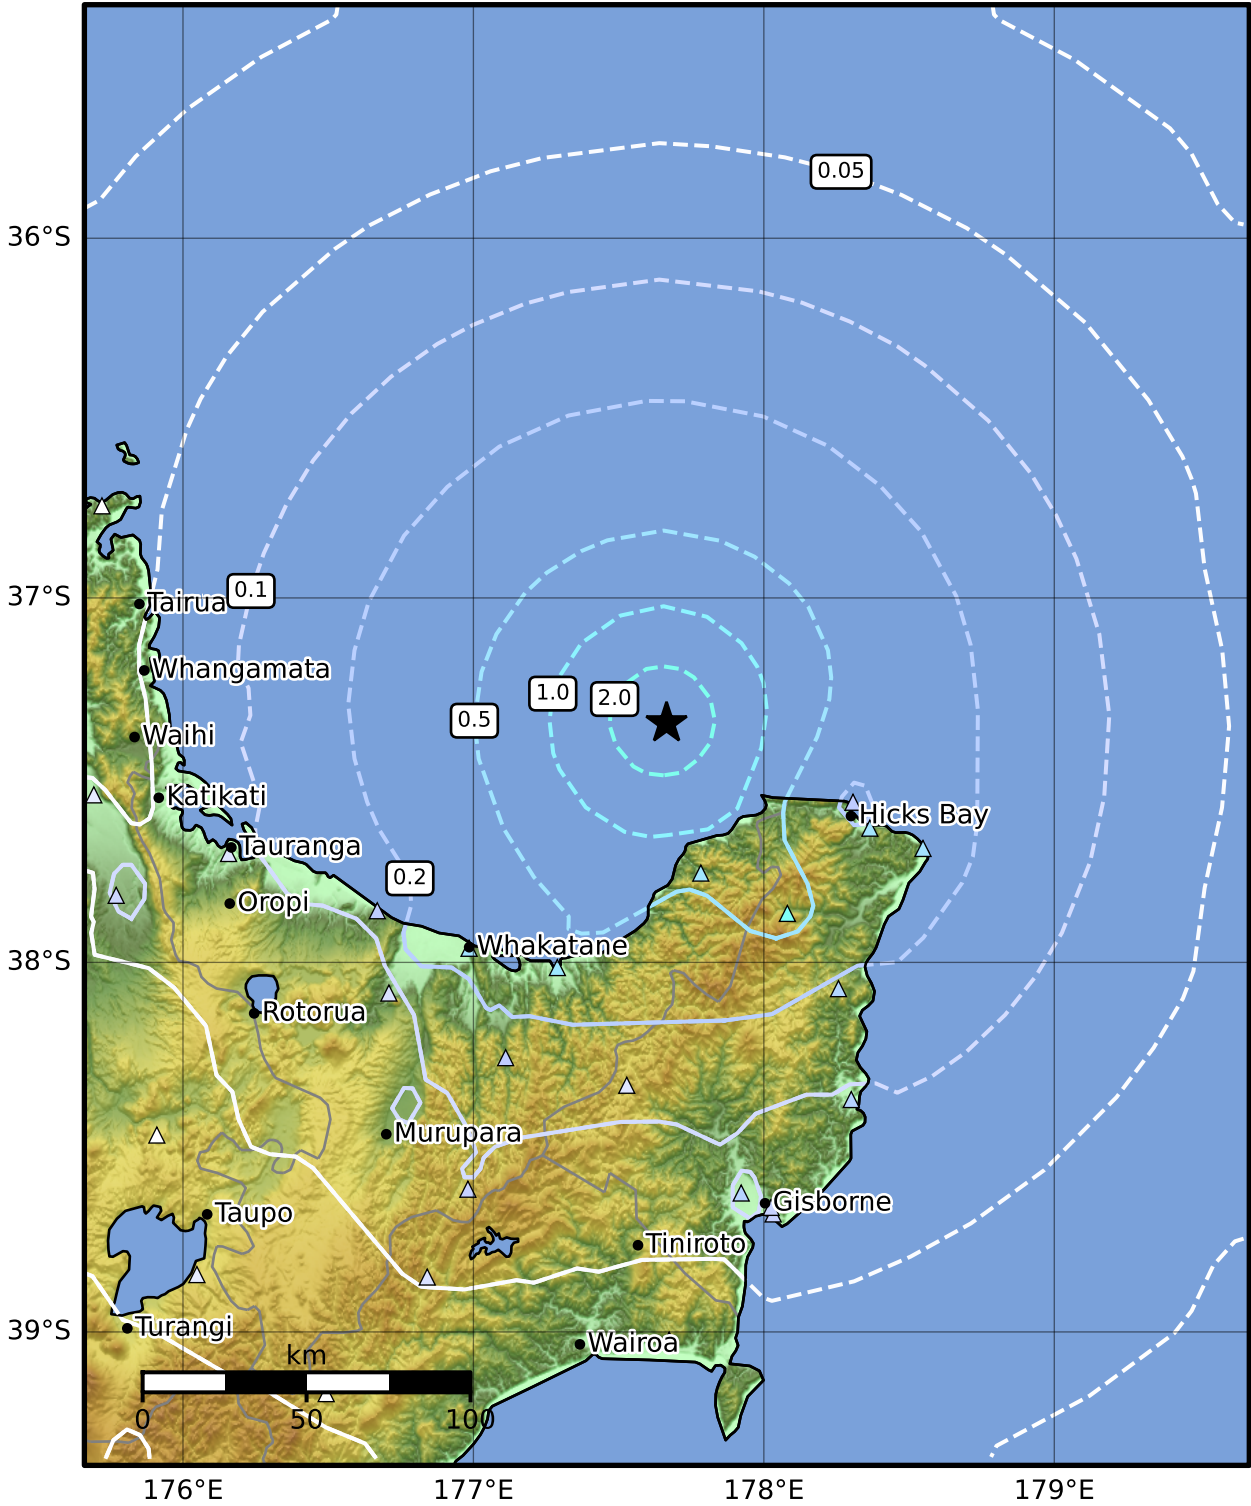 0.05
36°S
37°S
0.1
Tairua
Whangamata
1.0
2.0
0.5
Waihi
Katikati
Hicks Bay
Tauranga
0.2
Oropi
Whakatane
38°S
Rotorua
Murupara
Gisborne
Taupo
Tiniroto
39°S
Turangi
Wairoa
km
0 50 100
176°E 177°E 178°E 179°E